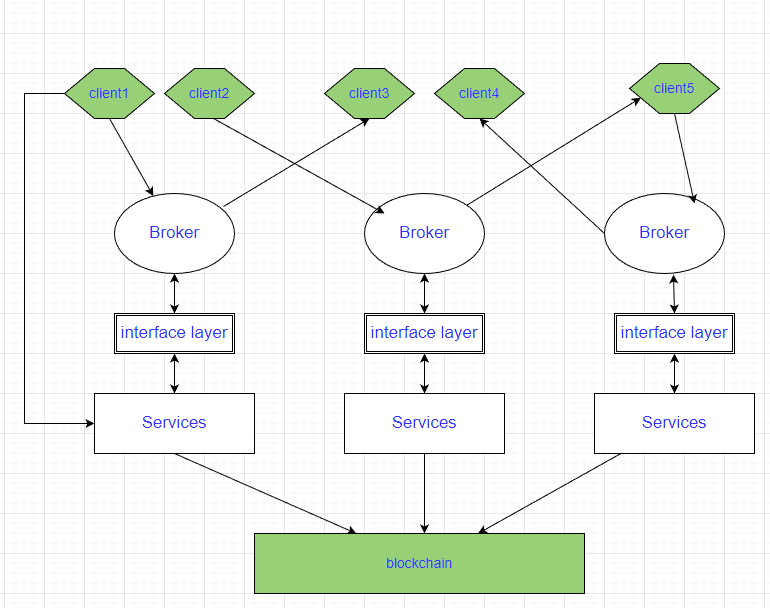 client1
client2
client3
client4
client5
Broker
Broker
Broker
interface layer
interface layer
interface layer
Services
Services
Services
blockchain